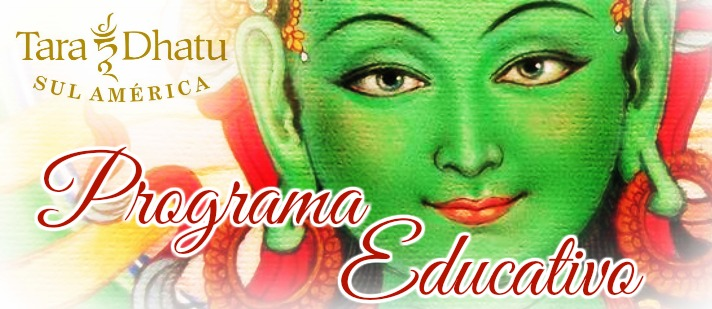 Tara ཏཱཾ Dhatu
SUL AMÉRICA
Programa
Educativo